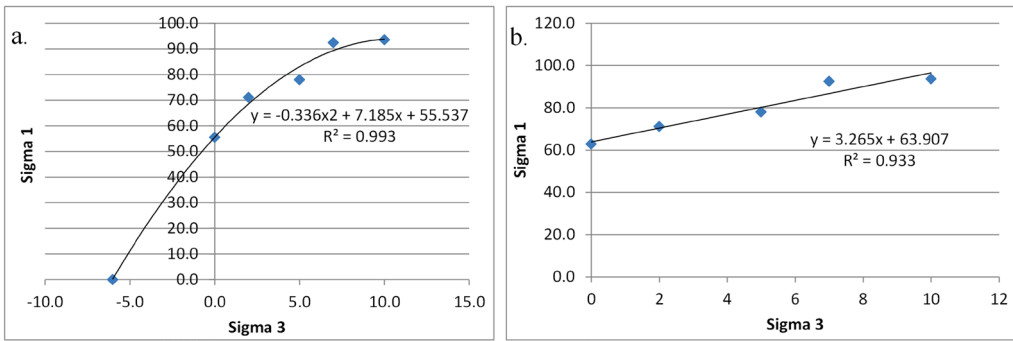 a.
100.0
90.0
80.0
70.0
60.0
50.0
40.0
30.0
20.0
10.0
0.0
Sigma 1
y = -0.336x2 + 7.185x + 55.537
R² = 0.993
-10.0 -5.0 0.0 5.0 10.0 15.0
Sigma 3
b.
120.0
100.0
80.0
60.0
40.0
20.0
0.0
Sigma 1
y = 3.265x + 63.907
R² = 0.933
0 2 4 6 8 10 12
Sigma 3